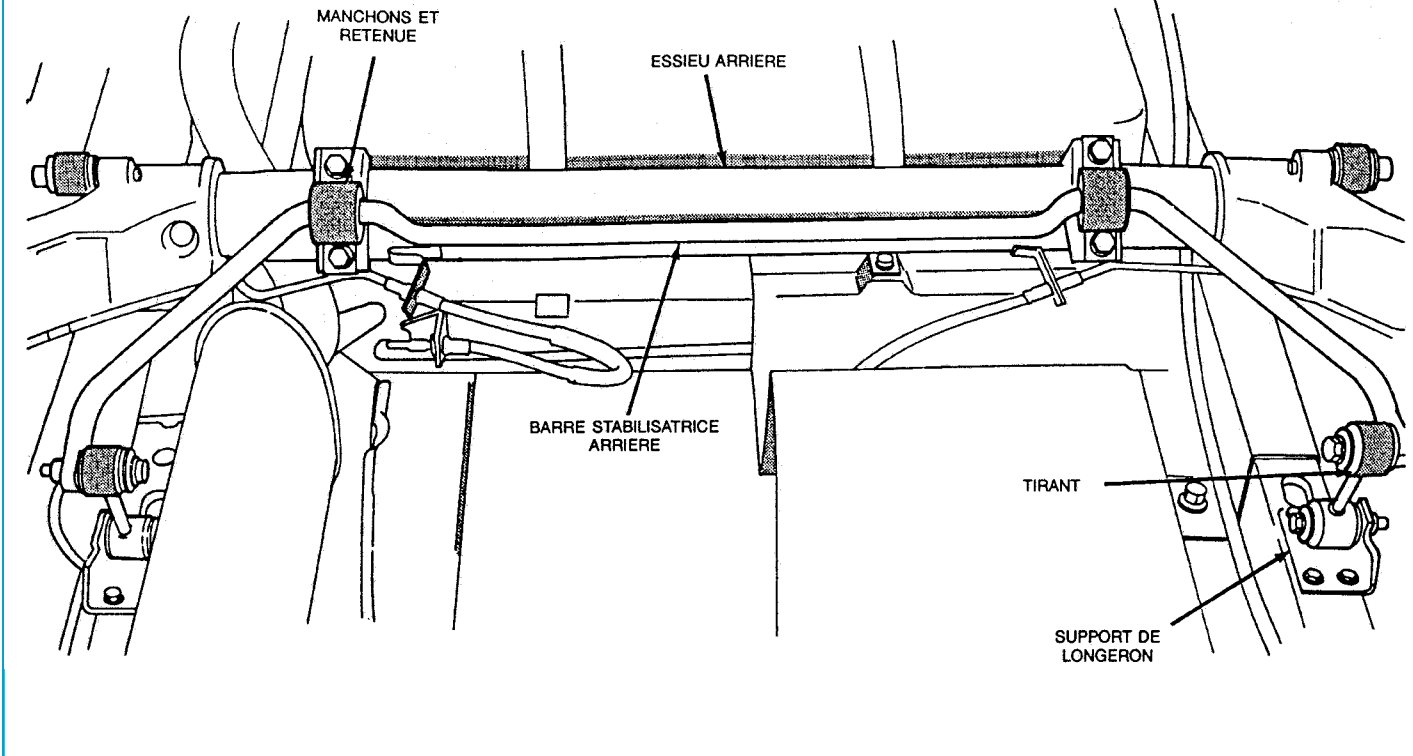 MANCHONS ET
RETENUE
ESSIEU ARRIERE
BARRE STABILISATRICE
ARRIERE
TIRANT
SUPPORT DE
LONGERON